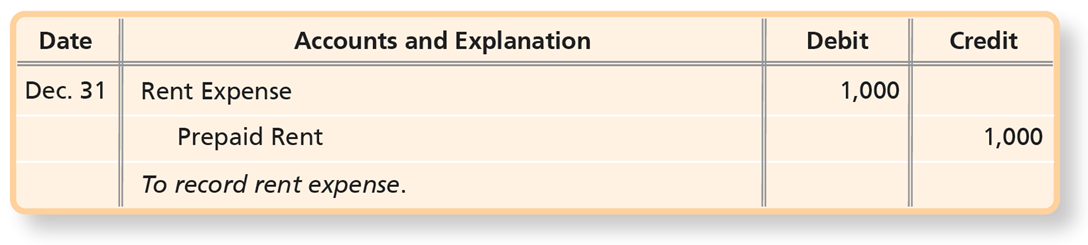 Date Accounts and Explanation Debit Credit
Dec. 31 Rent Expense 1,000
Prepaid Rent 1,000
To record rent expense.